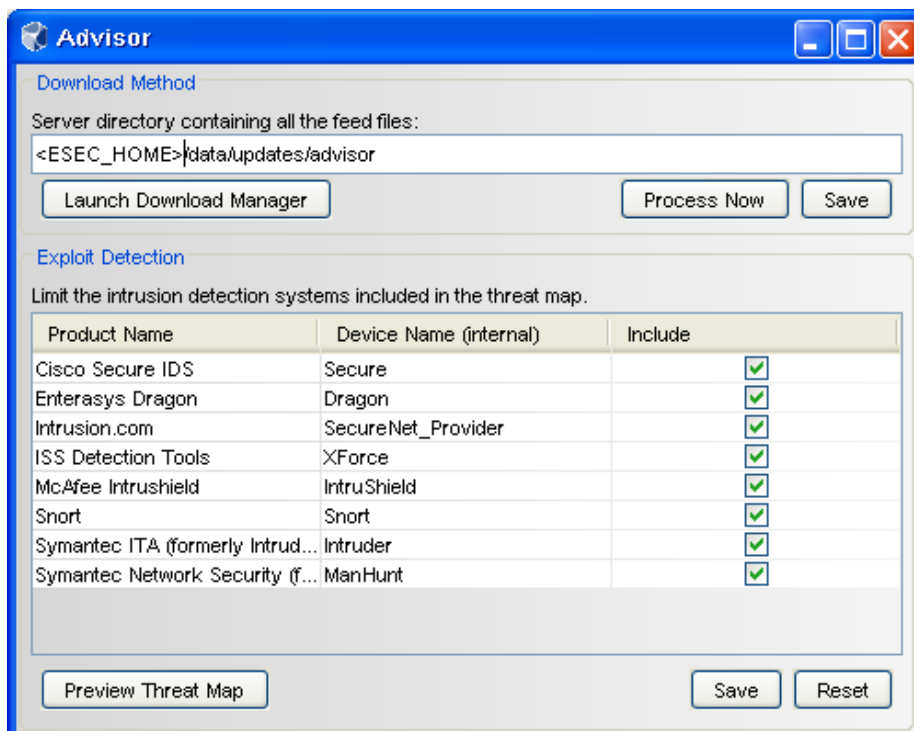 Advisor
Download Method
Server directory containing all the feed files:
<ESEC_HOME>/data/updates/advisor
Launch Download Manager Process Now Save
Exploit Detection
Limit the intrusion detection systems included in the threat map.
Product Name Device Name (internal) Include
Cisco Secure IDS Secure
Enterasys Dragon Dragon
Intrusion.com SecureNet_Provider
ISS Detection Tools XForce
McAfee Intrushield IntruShield
Snort Snort
Symantec ITA (formerly Intrud... Intruder
Symantec Network Security (f... ManHunt
Preview Threat Map Save Reset